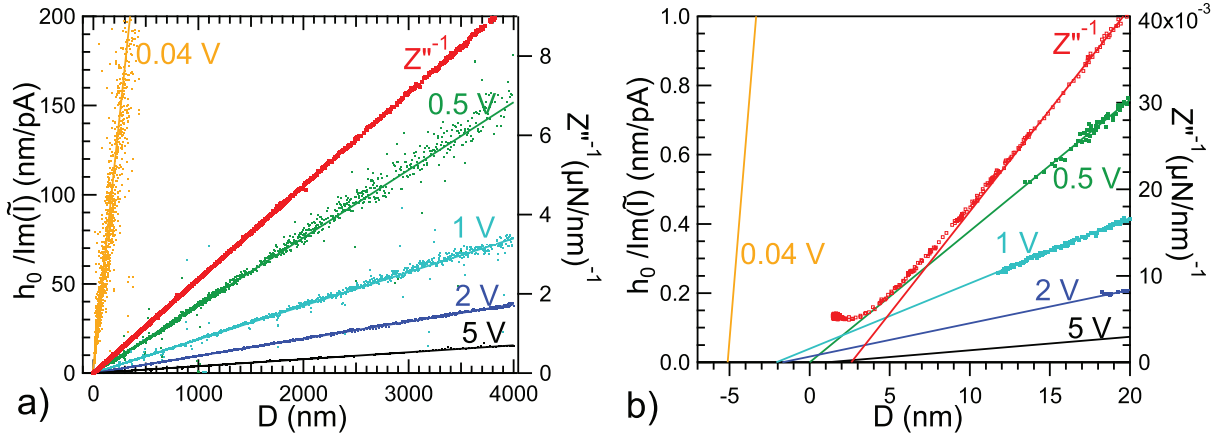 200
150
100
50
0
h₀ /Im(Ĩ) (nm/pA)
0.04 V
Z''⁻¹
0.5 V
1 V
2 V
5 V
8
6
4
2
0
Z''⁻¹(µN/nm)⁻¹
0 1000 2000 3000 4000
D (nm)
a)
1.0
0.8
0.6
0.4
0.2
0.0
h₀ /Im(Ĩ) (nm/pA)
Z''⁻¹
0.5 V
1 V
0.04 V
2 V
5 V
40x10⁻³
30
20
10
0
Z''⁻¹(µN/nm)⁻¹
-5 0 5 10 15 20
D (nm)
b)